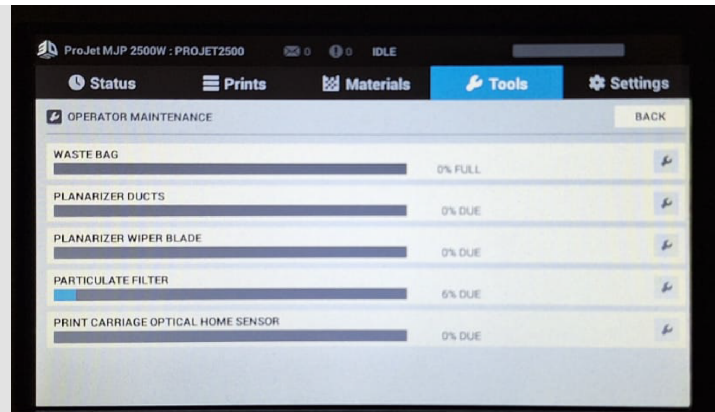 ProJet MJP 2500W : PROJET2500 0 0 IDLE
Status Prints Materials Tools Settings
OPERATOR MAINTENANCE BACK
WASTE BAG
0% FULL
PLANARIZER DUCTS
0% DUE
PLANARIZER WIPER BLADE
0% DUE
PARTICULATE FILTER
6% DUE
PRINT CARRIAGE OPTICAL HOME SENSOR
0% DUE